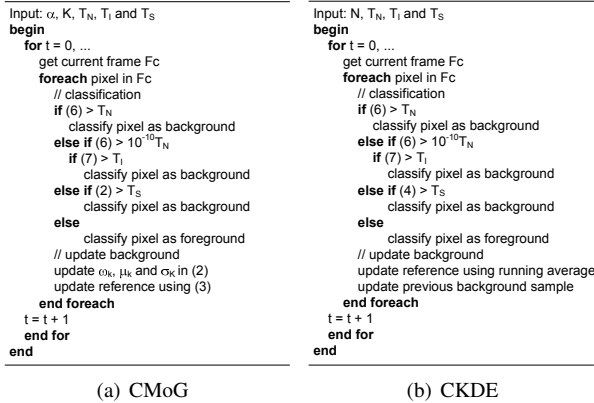 Input: α, K, T_N, T_I and T_S
begin
for t = 0, ...
get current frame Fc
foreach pixel in Fc
// classification
if (6) > T_N
classify pixel as background
else if (6) > 10^-10 T_N
if (7) > T_I
classify pixel as background
else if (2) > T_S
classify pixel as background
else
classify pixel as foreground
// update background
update ω_k, μ_k and σ_K in (2)
update reference using (3)
end foreach
t = t + 1
end for
end
(a) CMoG
Input: N, T_N, T_I and T_S
begin
for t = 0, ...
get current frame Fc
foreach pixel in Fc
// classification
if (6) > T_N
classify pixel as background
else if (6) > 10^-10 T_N
if (7) > T_I
classify pixel as background
else if (4) > T_S
classify pixel as background
else
classify pixel as foreground
// update background
update reference using running average
update previous background sample
end foreach
t = t + 1
end for
end
(b) CKDE